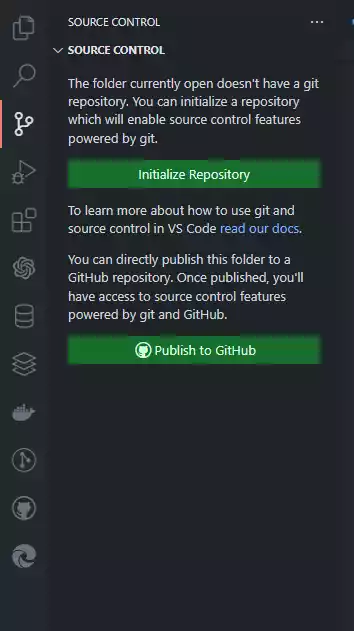 SOURCE CONTROL
SOURCE CONTROL
The folder currently open doesn't have a git
repository. You can initialize a repository
which will enable source control features
powered by git.
Initialize Repository
To learn more about how to use git and
source control in VS Code read our docs.
You can directly publish this folder to a
GitHub repository. Once published, you'll
have access to source control features
powered by git and GitHub.
Publish to GitHub